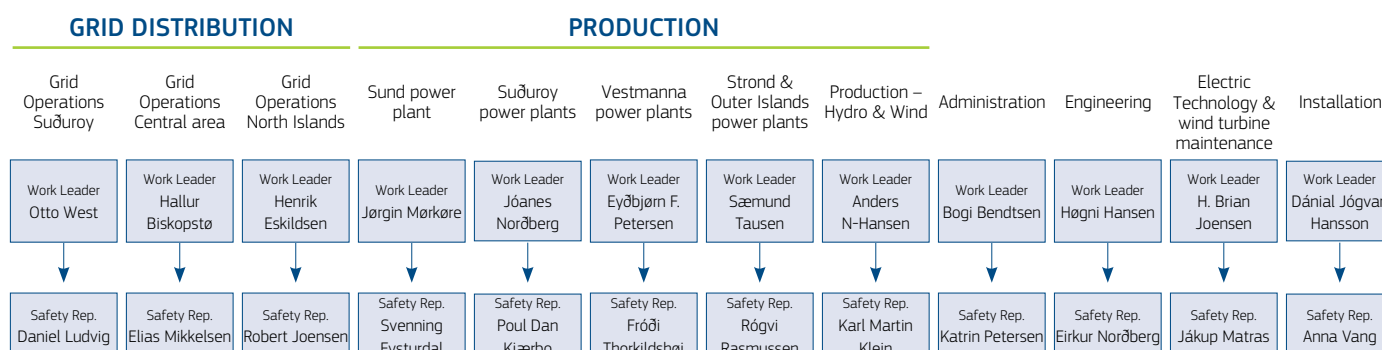 GRID DISTRIBUTION
PRODUCTION
Grid
Operations
Suðuroy
Grid
Operations
Central area
Grid
Operations
North Islands
Sund power
plant
Suðuroy
power plants
Vestmanna
power plants
Strond &
Outer Islands
power plants
Production –
Hydro & Wind
Administration
Engineering
Electric
Technology &
wind turbine
maintenance
Installation
Work Leader
Otto West
Work Leader
Hallur
Biskopstø
Work Leader
Henrik
Eskildsen
Work Leader
Jørgin Mørkøre
Work Leader
Jóanes
Norðberg
Work Leader
Eyðbjørn F.
Petersen
Work Leader
Sæmund
Tausen
Work Leader
Anders
N-Hansen
Work Leader
Bogi Bendtsen
Work Leader
Høgni Hansen
Work Leader
H. Brian
Joensen
Work Leader
Dánial Jógvan
Hansson
Safety Rep.
Daniel Ludvig
Safety Rep.
Elias Mikkelsen
Safety Rep.
Robert Joensen
Safety Rep.
Svenning
Eysturdal
Safety Rep.
Poul Dan
Kjærbo
Safety Rep.
Fróði
Thorkildshøj
Safety Rep.
Rógvi
Rasmussen
Safety Rep.
Karl Martin
Klein
Safety Rep.
Katrin Petersen
Safety Rep.
Eirkur Norðberg
Safety Rep.
Jákup Matras
Safety Rep.
Anna Vang